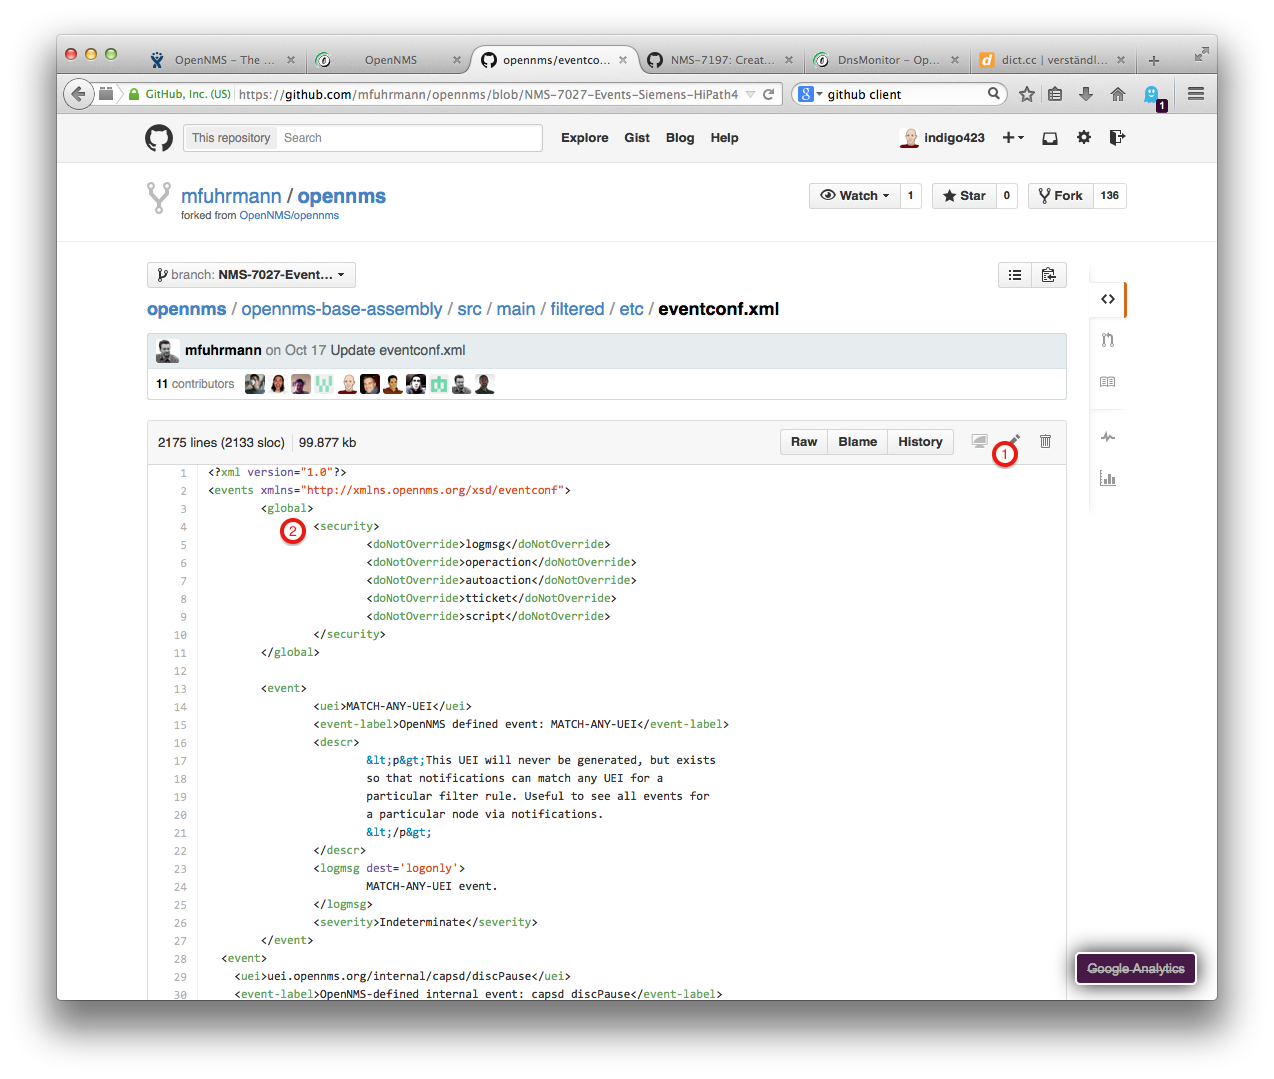 OpenNMS – The ...
OpenNMS
opennms/eventco...
NMS-7197: Creat...
DnsMonitor – Op...
dict.cc | verständl...
GitHub, Inc. (US)
https://github.com/mfuhrmann/opennms/blob/NMS-7027-Events-Siemens-HiPath4
github client
1
This repository
Search
Explore Gist Blog Help
indigo423
mfuhrmann / opennms
forked from OpenNMS/opennms
Watch 1
Star 0
Fork 136
branch: NMS-7027-Event...
opennms / opennms-base-assembly / src / main / filtered / etc / eventconf.xml
mfuhrmann on Oct 17 Update eventconf.xml
11 contributors
2175 lines (2133 sloc) 99.877 kb
Raw Blame History
1
2
1 <?xml version="1.0"?>
2 <events xmlns="http://xmlns.opennms.org/xsd/eventconf">
3 <global>
4 <security>
5 <doNotOverride>logmsg</doNotOverride>
6 <doNotOverride>operaction</doNotOverride>
7 <doNotOverride>autoaction</doNotOverride>
8 <doNotOverride>tticket</doNotOverride>
9 <doNotOverride>script</doNotOverride>
10 </security>
11 </global>
12
13 <event>
14 <uei>MATCH-ANY-UEI</uei>
15 <event-label>OpenNMS defined event: MATCH-ANY-UEI</event-label>
16 <descr>
17 &lt;p&gt;This UEI will never be generated, but exists
18 so that notifications can match any UEI for a
19 particular filter rule. Useful to see all events for
20 a particular node via notifications.
21 &lt;/p&gt;
22 </descr>
23 <logmsg dest='logonly'>
24 MATCH-ANY-UEI event.
25 </logmsg>
26 <severity>Indeterminate</severity>
27 </event>
28 <event>
29 <uei>uei.opennms.org/internal/capsd/discPause</uei>
30 <event-label>OpenNMS-defined internal event: capsd discPause</event-label>
Google Analytics